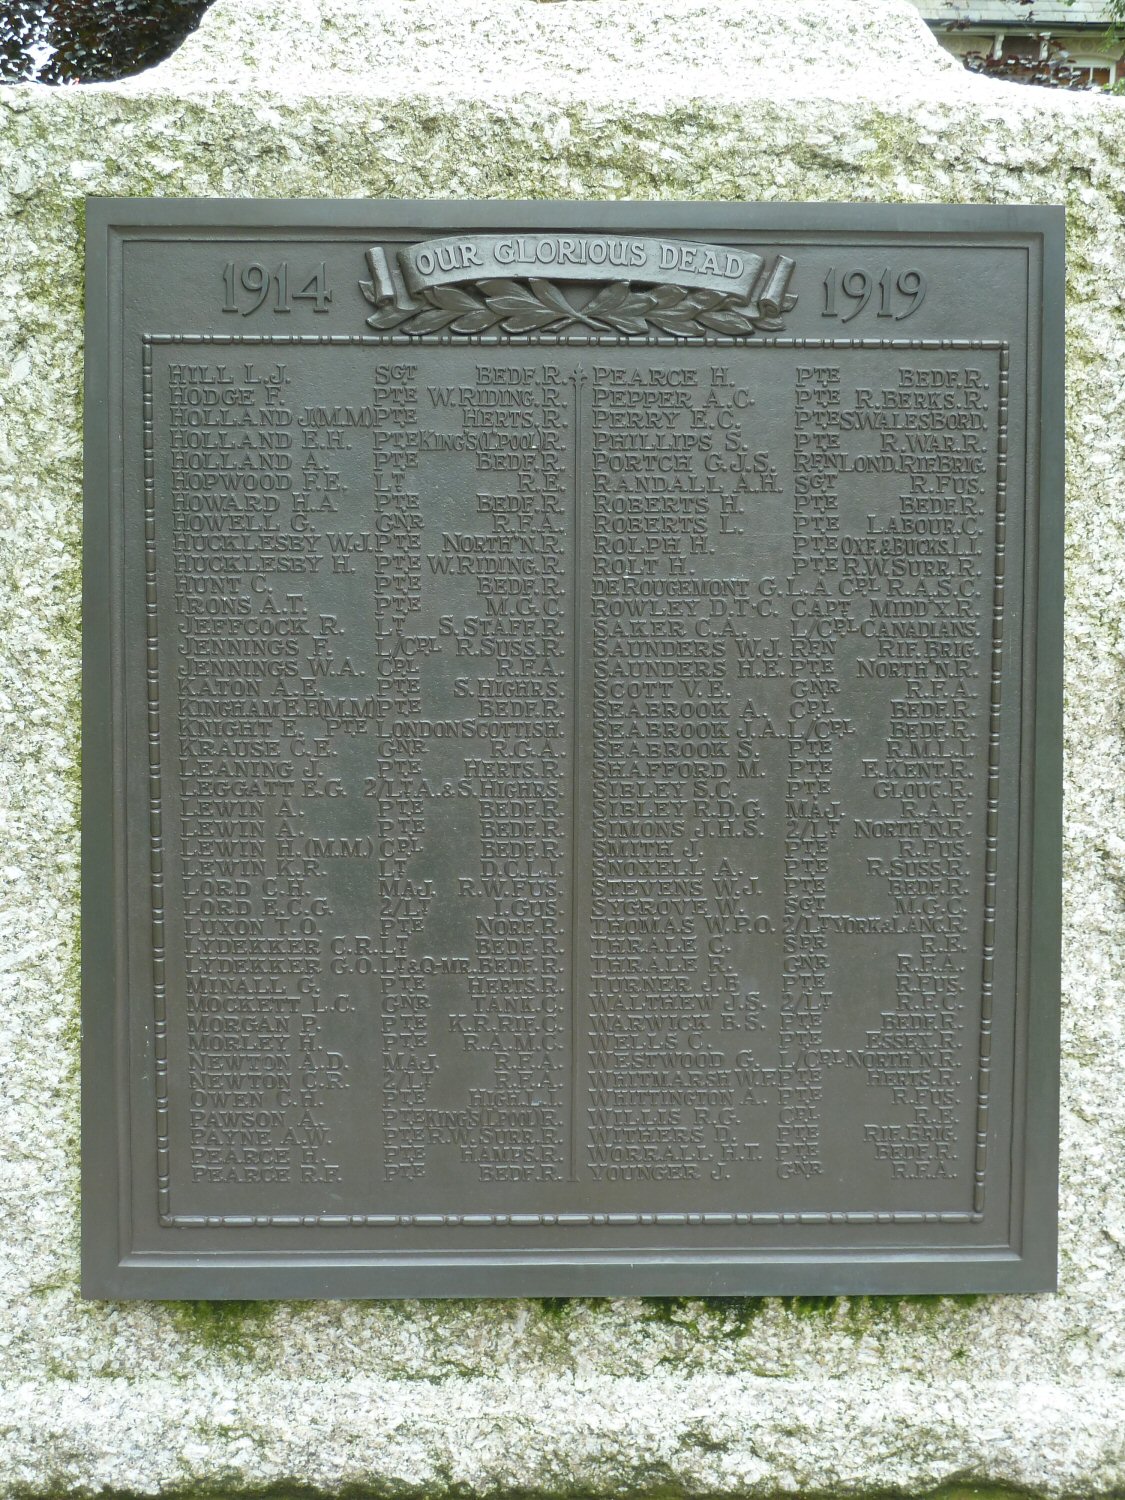 OUR GLORIOUS DEAD
1914 1919
HILL L.J. SGT BEDF.R.
HODGE F. PTE W.RIDING.R.
HOLLAND J.(M.M) PTE HERTS.R.
HOLLAND E.H. PTE KING'S(L'POOL)R.
HOLLAND A. PTE BEDF.R.
HOPWOOD F.E. LT R.E.
HOWARD H.A PTE BEDF.R.
HOWELL G. GNR R.F.A.
HUCKLESBY W.J. PTE NORTH'N.R.
HUCKLESBY H. PTE W.RIDING.R.
HUNT C. PTE BEDF.R.
IRONS A.T. PTE M.G.C.
JEFFCOCK R. LT S.STAFF.R.
JENNINGS F. L/CPL R.SUSS.R.
JENNINGS W.A. CPL R.F.A.
KATON A.E. PTE S.HIGHRS.
KINGHAM E.F.(M.M) PTE BEDF.R.
KNIGHT E. PTE LONDON SCOTTISH.
KRAUSE C.E. GNR R.G.A.
LEANING J. PTE HERTS.R.
LEGGATT E.G. 2/LT A.&S.HIGHRS.
LEWIN A. PTE BEDF.R.
LEWIN A. PTE BEDF.R.
LEWIN H.(M.M.) CPL BEDF.R.
LEWIN K.R. LT D.C.L.I.
LORD C.H. MAJ. R.W.FUS.
LORD E.C.G. 2/LT I.GUS.
LUXON T.O. PTE NORF.R.
LYDEKKER C.R. LT BEDF.R.
LYDEKKER G.O. LT & Q-MR. BEDF.R.
MINALL G. PTE HERTS.R.
MOCKETT L.C. GNR TANK.C.
MORGAN P. PTE K.R.RIF.C.
MORLEY H. PTE R.A.M.C.
NEWTON A.D. MAJ. R.F.A.
NEWTON C.R. 2/LT R.F.A.
OWEN C.H. PTE HIGH.L.I.
PAWSON A. PTE KING'S(L'POOL)R.
PAYNE A.W. PTE R.W.SURR.R.
PEARCE H. PTE HAMPS.R.
PEARCE R.F. PTE BEDF.R.
PEARCE H. PTE BEDF.R.
PEPPER A.C. PTE R.BERKS.R.
PERRY E.C. PTE SWALESBORD.
PHILLIPS S. PTE R.WAR.R.
PORTCH G.J.S. RFN LOND.RIF.BRIG.
RANDALL A.H. SGT R.FUS.
ROBERTS H. PTE BEDF.R.
ROBERTS L. PTE LABOUR.C.
ROLPH H. PTE OXF.&BUCKS.L.I.
ROLT H. PTE R.W.SURR.R.
DE ROUGEMONT G.L.A. CPL R.A.S.C.
ROWLEY D.T.C. CAPT MIDD'X.R.
SAKER C.A. L/CPL CANADIANS.
SAUNDERS W.J. RFN RIF.BRIG.
SAUNDERS H.E. PTE NORTH'N.R.
SCOTT V.E. GNR R.F.A.
SEABROOK A. CPL BEDF.R.
SEABROOK J.A. L/CPL BEDF.R.
SEABROOK S. PTE R.M.L.I.
SHAFFORD M. PTE E.KENT.R.
SIBLEY S.C. PTE GLOUC.R.
SIBLEY R.D.G. MAJ. R.A.F.
SIMONS J.H.S. 2/LT NORTH'N.R.
SMITH J. PTE R.FUS.
SNOXELL A. PTE R.SUSS.R.
STEVENS W.J. PTE BEDF.R.
SYGROVE W. SGT M.G.C.
THOMAS W.P.O. 2/LT YORK&LANC.R.
THRALE C. SPR R.E.
THRALE R. GNR R.F.A.
TURNER J.B. PTE R.FUS.
WALTHEW J.S. 2/LT R.F.C.
WARWICK B.S. PTE BEDF.R.
WELLS C. PTE ESSEX.R.
WESTWOOD G. L/CPL NORTH'N.R.
WHITMARSH W.F. PTE HERTS.R.
WHITTINGTON A. PTE R.FUS.
WILLIS R.G. CPL R.E.
WITHERS D. PTE RIF.BRIG.
WORRALL H.T. PTE BEDF.R.
YOUNGER J. GNR R.F.A.